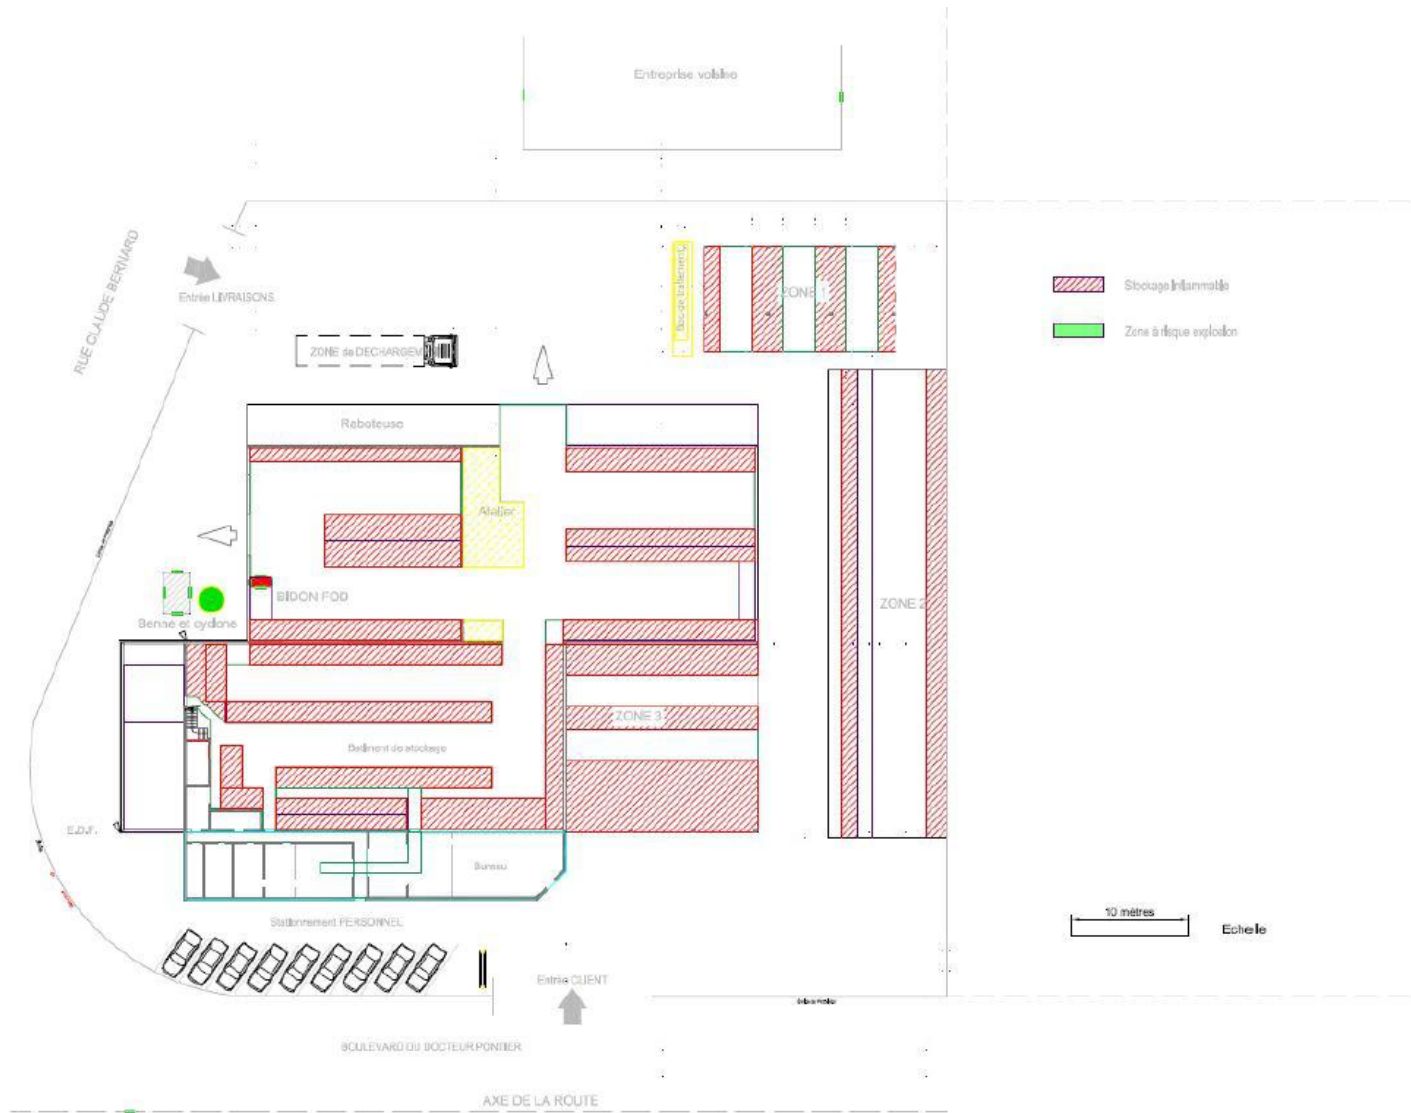 Entreprise voisine
RUE CLAUDE BERNARD
Entrée LIVRAISONS
Bac de traitement
ZONE 1
Stockage Inflammable
Zone à risque explosion
ZONE de DECHARGEM
Raboteuse
Atelier
BIDON FOD
ZONE 2
Benne et cyclone
ZONE 3
Batiment de stockage
E.D.F.
Bureau
10 mètres
Echelle
Stationnement PERSONNEL
Entrée CLIENT
BOULEVARD DU DOCTEUR PONTIER
AXE DE LA ROUTE